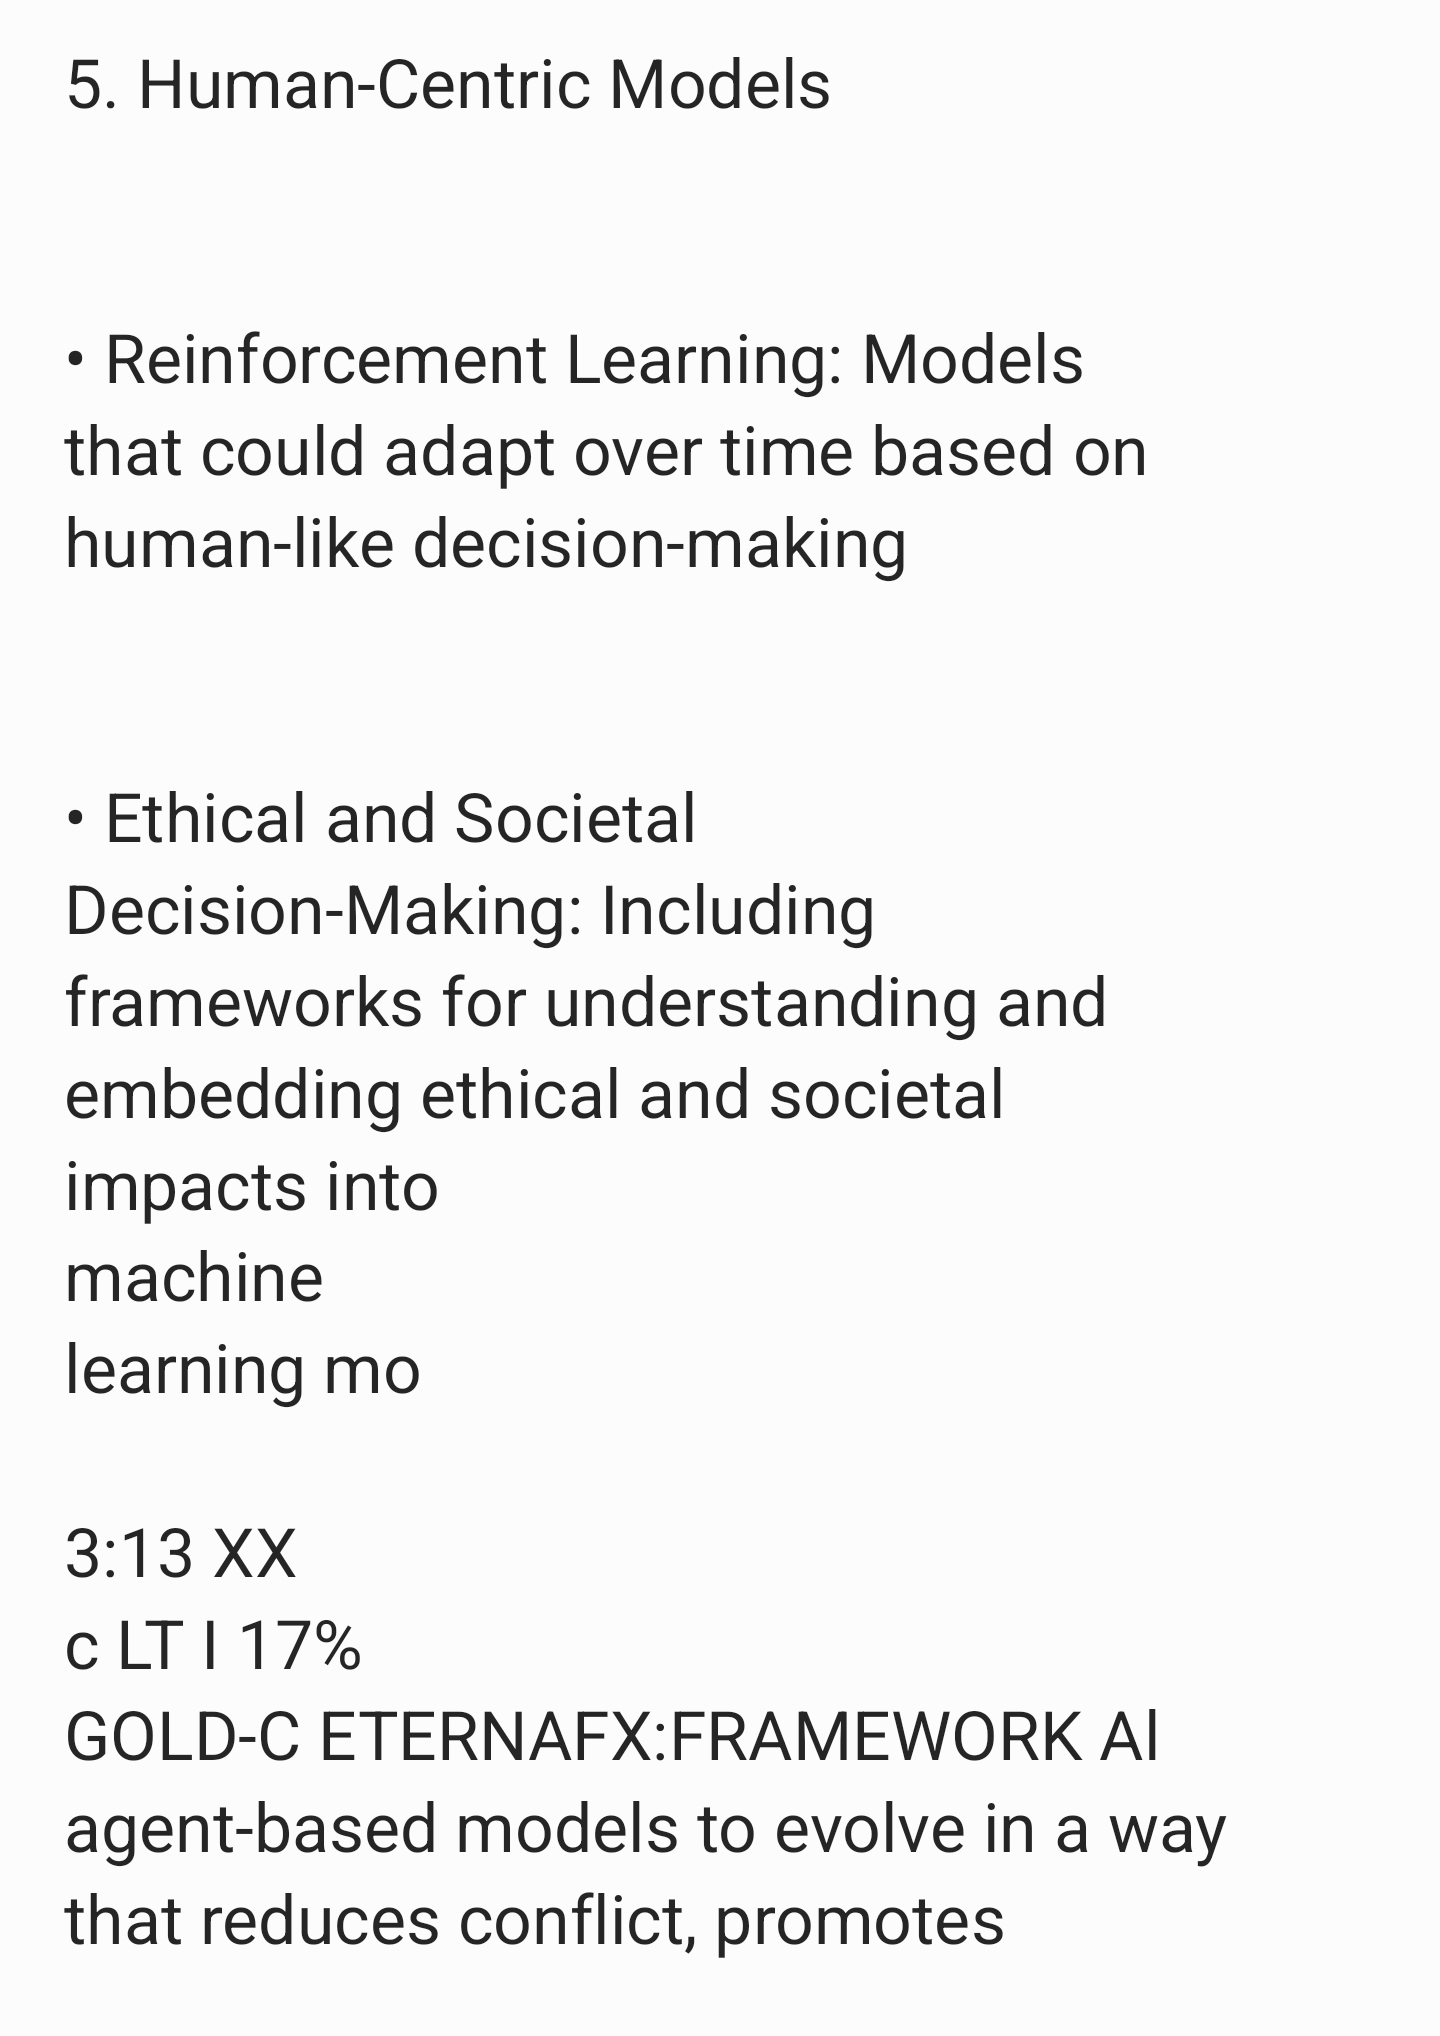 5. Human-Centric Models
• Reinforcement Learning: Models
that could adapt over time based on
human-like decision-making
• Ethical and Societal
Decision-Making: Including
frameworks for understanding and
embedding ethical and societal
impacts into
machine
learning mo
3:13 XX
c LT I 17%
GOLD-C ETERNAFX:FRAMEWORK Al
agent-based models to evolve in a way
that reduces conflict, promotes